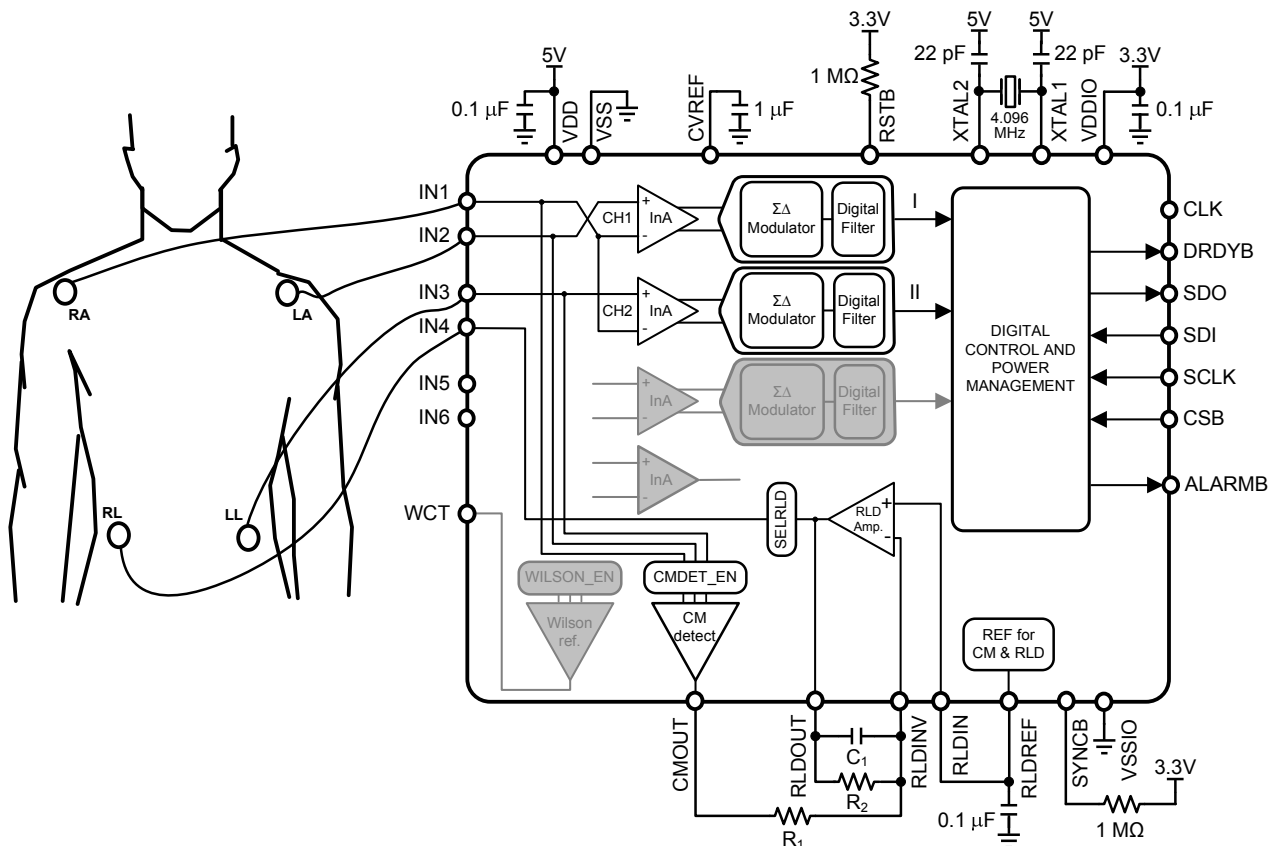 3.3V
5V
5V
22 pF
22 pF
3.3V
5V
1 MΩ
0.1 μF
1 μF
0.1 μF
4.096
MHz
VDD
VSS
CVREF
RSTB
XTAL2
XTAL1
VDDIO
IN1
IN2
IN3
IN4
IN5
IN6
WCT
RA
LA
RL
LL
CH1
+
-
InA
ΣΔ
Modulator
Digital
Filter
I
CH2
+
-
InA
ΣΔ
Modulator
Digital
Filter
II
+
-
InA
ΣΔ
Modulator
Digital
Filter
+
-
InA
DIGITAL
CONTROL AND
POWER
MANAGEMENT
CLK
DRDYB
SDO
SDI
SCLK
CSB
ALARMB
SELRLD
RLD
Amp.
+
-
WILSON_EN
CMDET_EN
Wilson
ref.
CM
detect
REF for
CM & RLD
CMOUT
RLDOUT
RLDINV
RLDIN
RLDREF
SYNCB
VSSIO
C1
R2
R1
0.1 μF
3.3V
1 MΩ